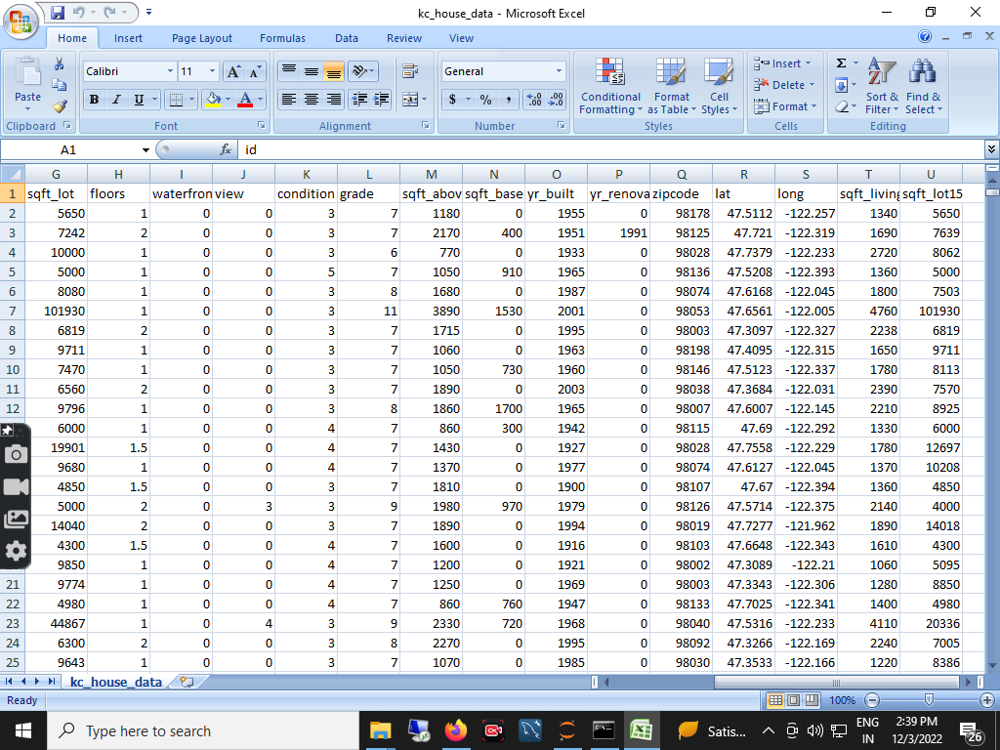 kc_house_data - Microsoft Excel
Home Insert Page Layout Formulas Data Review View
Paste Calibri 11 General Conditional Formatting Format as Table Cell Styles Insert Delete Format Sort & Filter Find & Select
B I U $ % ,
Clipboard Font Alignment Number Styles Cells Editing
A1 fx id
G H I J K L M N O P Q R S T U
1 sqft_lot floors waterfron view condition grade sqft_abov sqft_base yr_built yr_renova zipcode lat long sqft_living sqft_lot15
2 5650 1 0 0 3 7 1180 0 1955 0 98178 47.5112 -122.257 1340 5650
3 7242 2 0 0 3 7 2170 400 1951 1991 98125 47.721 -122.319 1690 7639
4 10000 1 0 0 3 6 770 0 1933 0 98028 47.7379 -122.233 2720 8062
5 5000 1 0 0 5 7 1050 910 1965 0 98136 47.5208 -122.393 1360 5000
6 8080 1 0 0 3 8 1680 0 1987 0 98074 47.6168 -122.045 1800 7503
7 101930 1 0 0 3 11 3890 1530 2001 0 98053 47.6561 -122.005 4760 101930
8 6819 2 0 0 3 7 1715 0 1995 0 98003 47.3097 -122.327 2238 6819
9 9711 1 0 0 3 7 1060 0 1963 0 98198 47.4095 -122.315 1650 9711
10 7470 1 0 0 3 7 1050 730 1960 0 98146 47.5123 -122.337 1780 8113
11 6560 2 0 0 3 7 1890 0 2003 0 98038 47.3684 -122.031 2390 7570
12 9796 1 0 0 3 8 1860 1700 1965 0 98007 47.6007 -122.145 2210 8925
6000 1 0 0 4 7 860 300 1942 0 98115 47.69 -122.292 1330 6000
19901 1.5 0 0 4 7 1430 0 1927 0 98028 47.7558 -122.229 1780 12697
9680 1 0 0 4 7 1370 0 1977 0 98074 47.6127 -122.045 1370 10208
4850 1.5 0 0 3 7 1810 0 1900 0 98107 47.67 -122.394 1360 4850
5000 2 0 3 3 9 1980 970 1979 0 98126 47.5714 -122.375 2140 4000
14040 2 0 0 3 7 1890 0 1994 0 98019 47.7277 -121.962 1890 14018
4300 1.5 0 0 4 7 1600 0 1916 0 98103 47.6648 -122.343 1610 4300
9850 1 0 0 4 7 1200 0 1921 0 98002 47.3089 -122.21 1060 5095
21 9774 1 0 0 4 7 1250 0 1969 0 98003 47.3343 -122.306 1280 8850
22 4980 1 0 0 4 7 860 760 1947 0 98133 47.7025 -122.341 1400 4980
23 44867 1 0 4 3 9 2330 720 1968 0 98040 47.5316 -122.233 4110 20336
24 6300 2 0 0 3 8 2270 0 1995 0 98092 47.3266 -122.169 2240 7005
25 9643 1 0 0 3 7 1070 0 1985 0 98030 47.3533 -122.166 1220 8386
kc_house_data
Ready 100%
Type here to search Satis... ENG IN 2:39 PM 12/3/2022 26